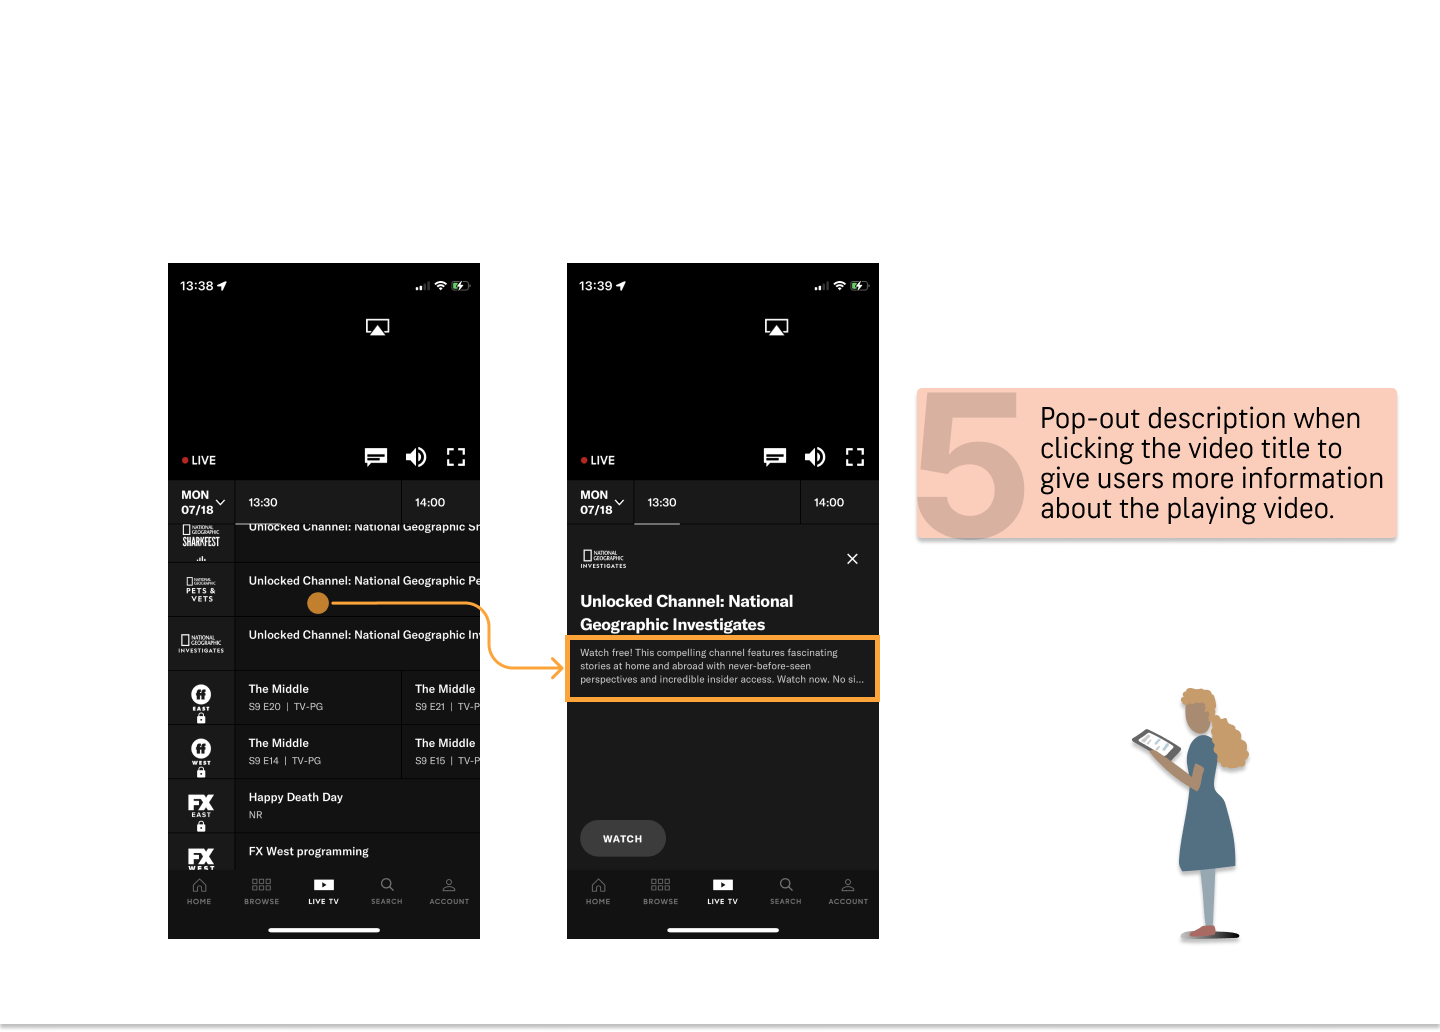 13:38
LIVE
MON
07/18
13:30
14:00
NATIONAL
GEOGRAPHIC
SHARKFEST
Unlocked Channel: National Geographic Sh
NATIONAL
GEOGRAPHIC
PETS &
VETS
Unlocked Channel: National Geographic Pe
NATIONAL
GEOGRAPHIC
INVESTIGATES
Unlocked Channel: National Geographic In
ff
EAST
The Middle
S9 E20 | TV-PG
The Middle
S9 E21 | TV-P
ff
WEST
The Middle
S9 E14 | TV-PG
The Middle
S9 E15 | TV-P
FX
EAST
Happy Death Day
NR
FX
WEST
FX West programming
HOME
BROWSE
LIVE TV
SEARCH
ACCOUNT
13:39
LIVE
MON
07/18
13:30
14:00
NATIONAL
GEOGRAPHIC
INVESTIGATES
Unlocked Channel: National
Geographic Investigates
Watch free! This compelling channel features fascinating
stories at home and abroad with never-before-seen
perspectives and incredible insider access. Watch now. No si...
WATCH
HOME
BROWSE
LIVE TV
SEARCH
ACCOUNT
5
Pop-out description when
clicking the video title to
give users more information
about the playing video.